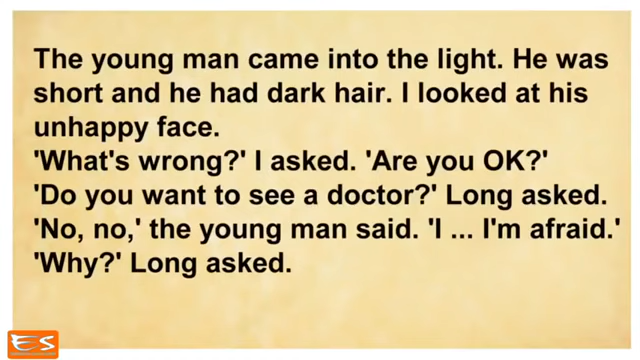 The young man came into the light. He was
short and he had dark hair. I looked at his
unhappy face.
'What's wrong?' I asked. 'Are you OK?'
'Do you want to see a doctor?' Long asked.
'No, no,' the young man said. 'I ... I'm afraid.'
'Why?' Long asked.
ES